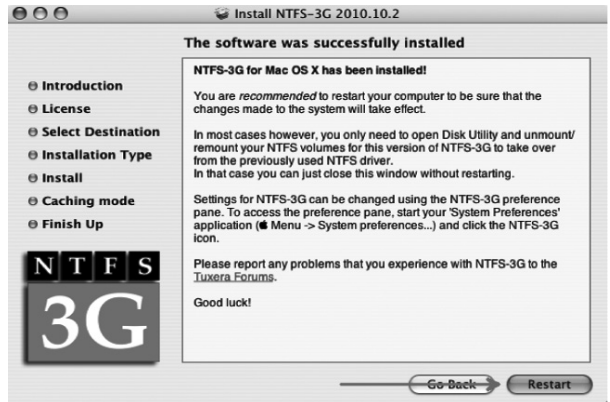 Install NTFS-3G 2010.10.2
The software was successfully installed
Introduction
License
Select Destination
Installation Type
Install
Caching mode
Finish Up
NTFS
3G
NTFS-3G for Mac OS X has been installed!
You are recommended to restart your computer to be sure that the
changes made to the system will take effect.
In most cases however, you only need to open Disk Utility and unmount/
remount your NTFS volumes for this version of NTFS-3G to take over
from the previously used NTFS driver.
In that case you can just close this window without restarting.
Settings for NTFS-3G can be changed using the NTFS-3G preference
pane. To access the preference pane, start your 'System Preferences'
application ( Menu -> System preferences...) and click the NTFS-3G
icon.
Please report any problems that you experience with NTFS-3G to the
Tuxera Forums.
Good luck!
Go Back
Restart